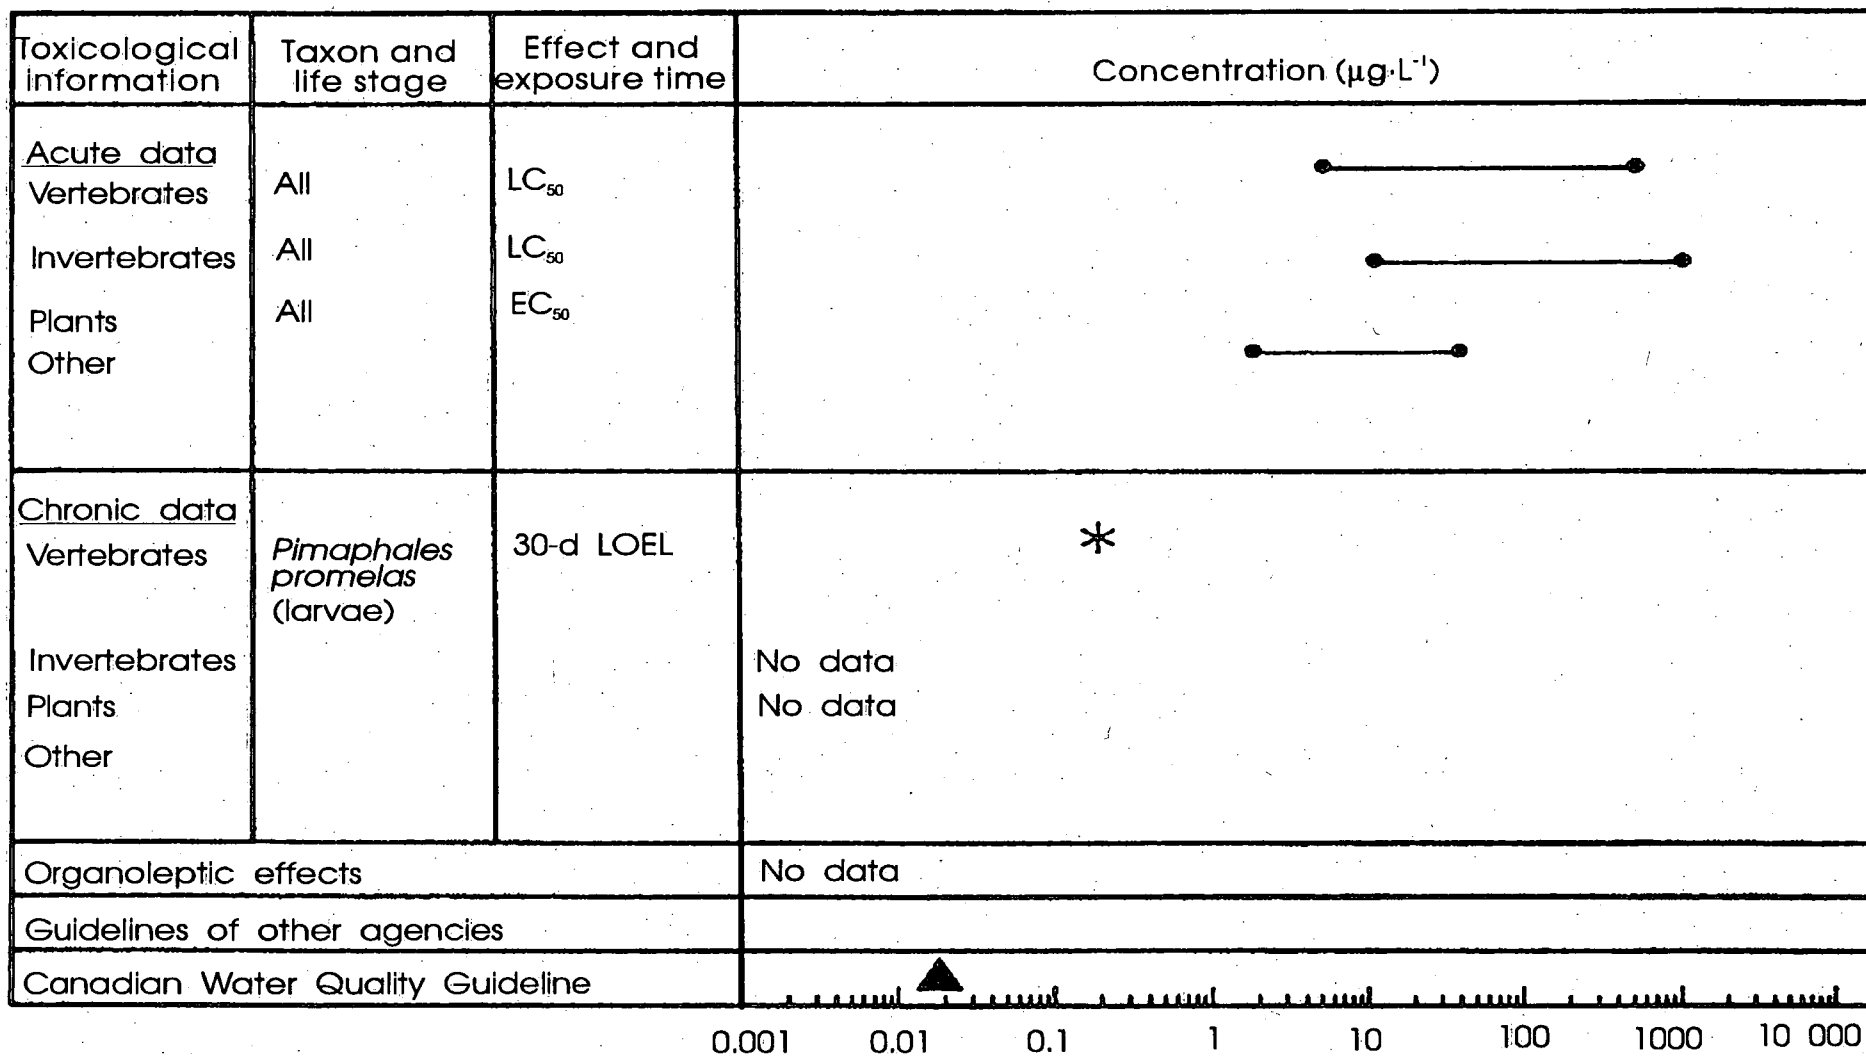 Toxicological information
Taxon and life stage
Effect and exposure time
Concentration (µg·L⁻¹)
Acute data
Vertebrates All LC₅₀
Invertebrates All LC₅₀
Plants All EC₅₀
Other
Chronic data
Vertebrates Pimaphales 30-d LOEL
promelas
(larvae)
Invertebrates No data
Plants No data
Other
Organoleptic effects No data
Guidelines of other agencies
Canadian Water Quality Guideline
0.001 0.01 0.1 1 10 100 1000 10 000